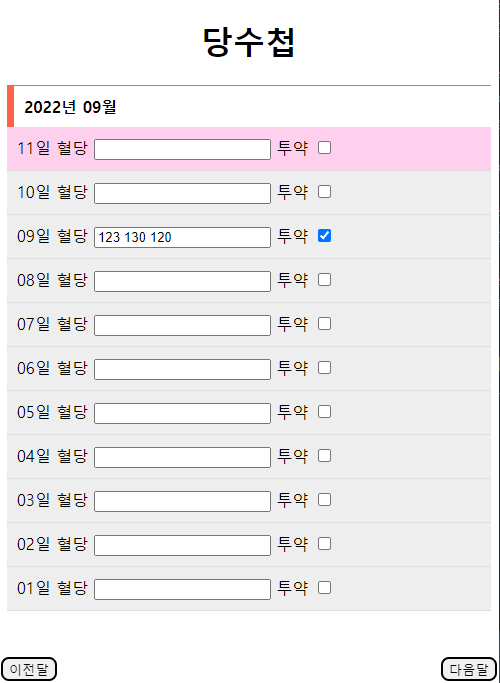 당수첩
2022년 09월
11일 혈당 투약
10일 혈당 투약
09일 혈당 123 130 120 투약
08일 혈당 투약
07일 혈당 투약
06일 혈당 투약
05일 혈당 투약
04일 혈당 투약
03일 혈당 투약
02일 혈당 투약
01일 혈당 투약
이전달 다음달